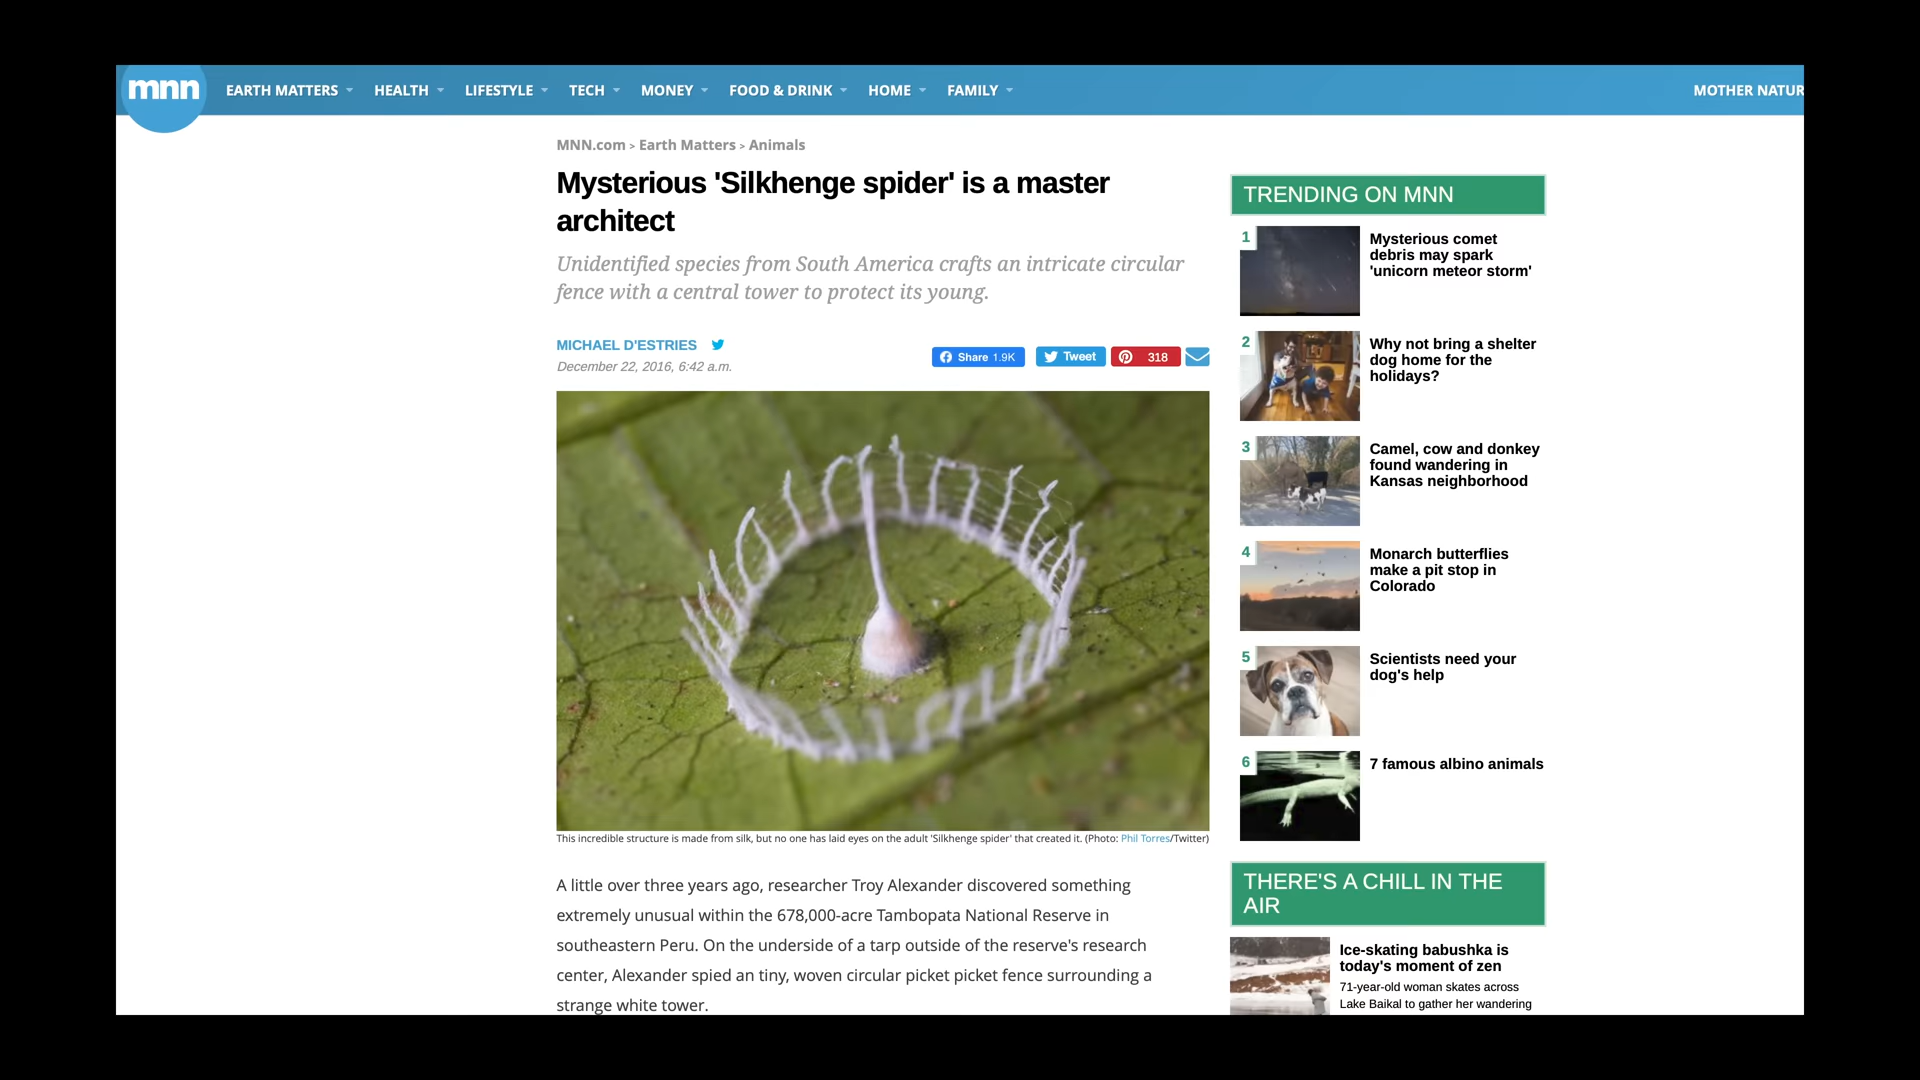 mnn
EARTH MATTERS
HEALTH
LIFESTYLE
TECH
MONEY
FOOD & DRINK
HOME
FAMILY
MOTHER NATUR
MNN.com > Earth Matters > Animals
Mysterious 'Silkhenge spider' is a master
architect
Unidentified species from South America crafts an intricate circular
fence with a central tower to protect its young.
MICHAEL D'ESTRIES
December 22, 2016, 6:42 a.m.
Share 1.9K
Tweet
318
This incredible structure is made from silk, but no one has laid eyes on the adult 'Silkhenge spider' that created it. (Photo: Phil Torres/Twitter)
A little over three years ago, researcher Troy Alexander discovered something
extremely unusual within the 678,000-acre Tambopata National Reserve in
southeastern Peru. On the underside of a tarp outside of the reserve's research
center, Alexander spied an tiny, woven circular picket picket fence surrounding a
strange white tower.
TRENDING ON MNN
1
Mysterious comet
debris may spark
'unicorn meteor storm'
2
Why not bring a shelter
dog home for the
holidays?
3
Camel, cow and donkey
found wandering in
Kansas neighborhood
4
Monarch butterflies
make a pit stop in
Colorado
5
Scientists need your
dog's help
6
7 famous albino animals
THERE'S A CHILL IN THE
AIR
Ice-skating babushka is
today's moment of zen
71-year-old woman skates across
Lake Baikal to gather her wandering